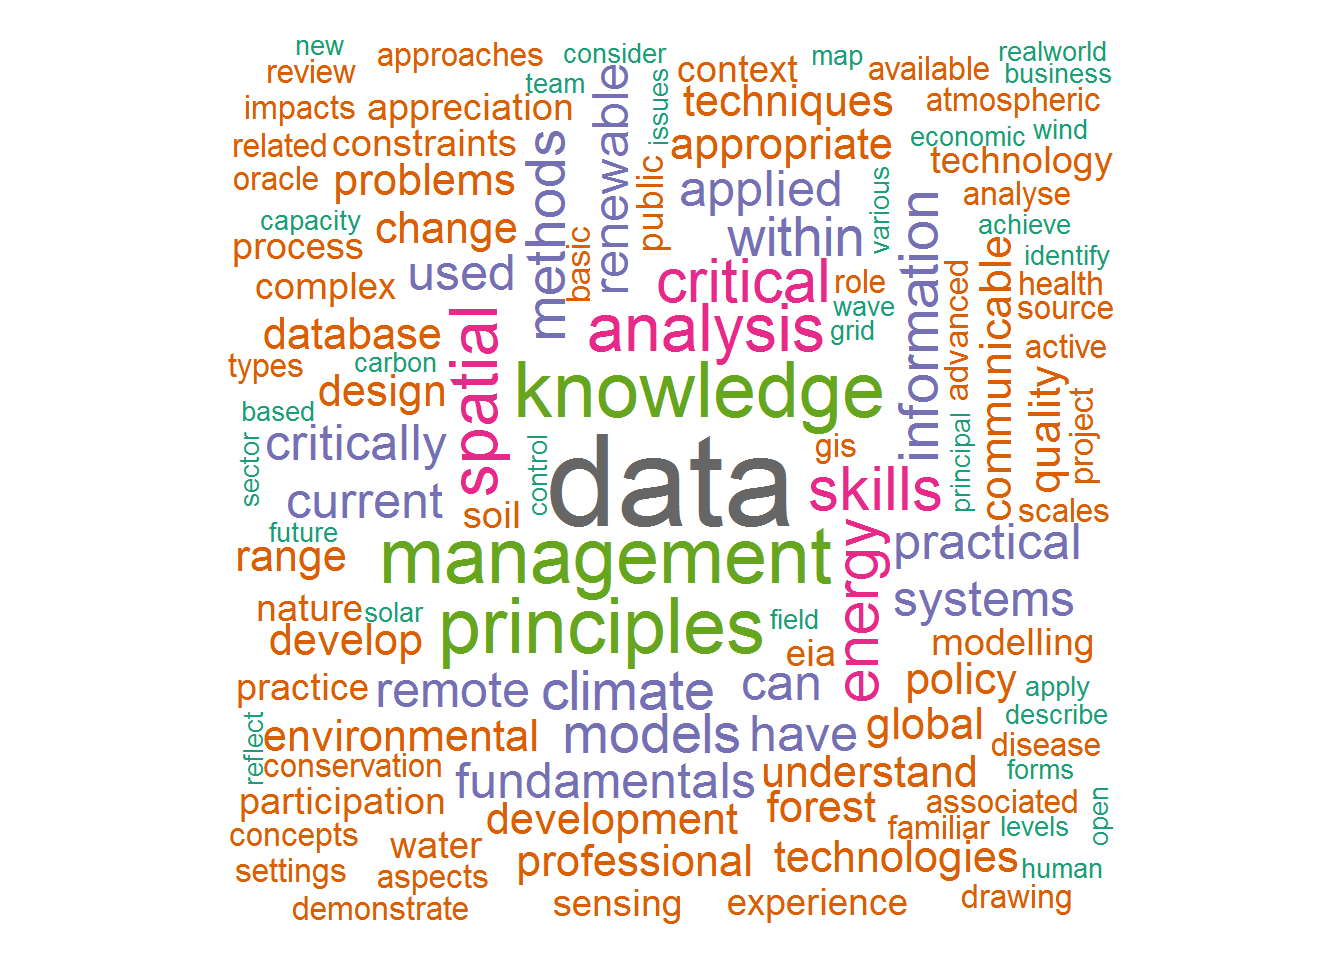 new
approaches
consider
map
realworld
review
team
context
available
business
impacts
appreciation
renewable
issues
techniques
atmospheric
related
constraints
methods
appropriate
economic
wind
technology
oracle
problems
public
applied
various
analyse
capacity
change
basic
within
information
achieve
process
used
critical
role
advanced
communicable
identify
health
complex
wave
source
database
spatial
analysis
grid
active
types
carbon
design
knowledge
quality
project
based
critically
sector
control
data
gis
principal
current
soil
skills
scales
future
range
management
energy
practical
nature
solar
principles
field
systems
develop
eia
modelling
practice
remote
climate
can
policy
apply
reflect
environmental
models
have
global
describe
disease
conservation
fundamentals
understand
forms
participation
development
forest
associated
open
concepts
water
familiar
levels
settings
aspects
professional
technologies
human
demonstrate
sensing
experience
drawing